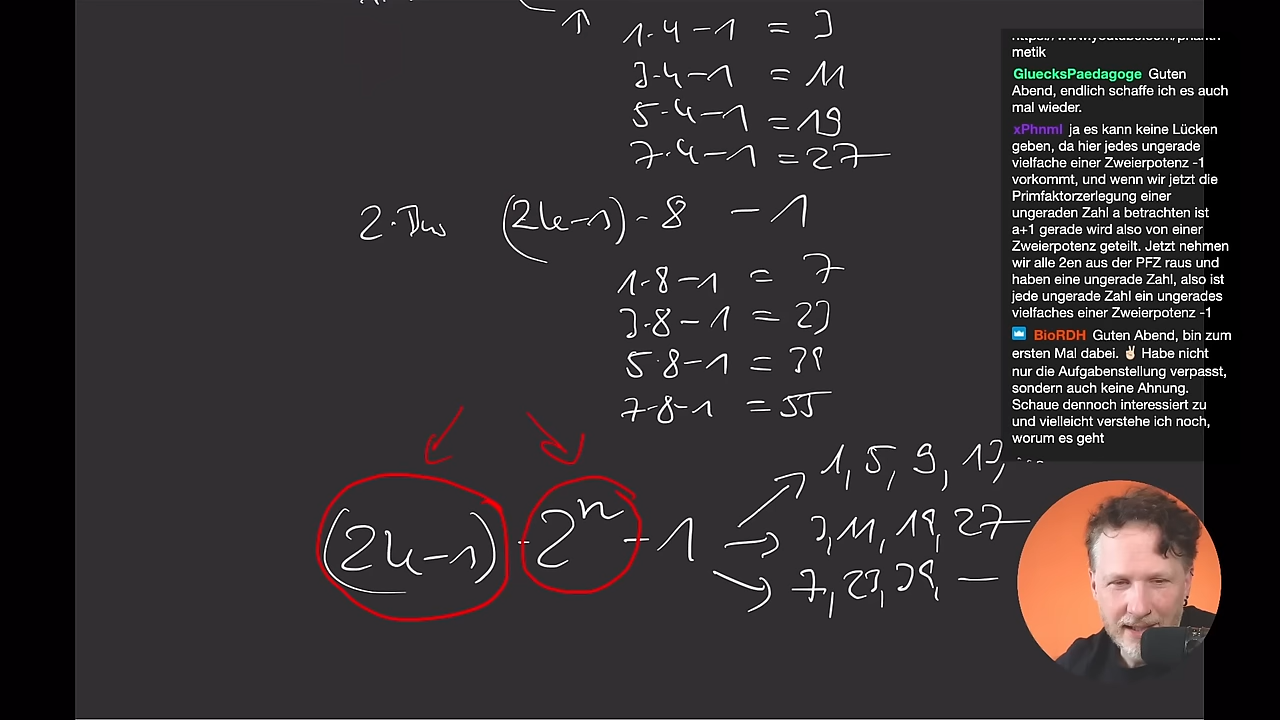 1·4-1 = 3
3·4-1 = 11
5·4-1 = 19
7·4-1 = 27
2. (2k-1)·8 -1
1·8-1 = 7
3·8-1 = 23
5·8-1 = 39
7·8-1 = 55
(2k-1)·2ⁿ-1
1, 5, 9, 13, ...
3, 11, 19, 27
7, 23, 39, —
metik
GluecksPaedagoge Guten
Abend, endlich schaffe ich es auch
mal wieder.
xPhnml ja es kann keine Lücken
geben, da hier jedes ungerade
vielfache einer Zweierpotenz -1
vorkommt, und wenn wir jetzt die
Primfaktorzerlegung einer
ungeraden Zahl a betrachten ist
a+1 gerade wird also von einer
Zweierpotenz geteilt. Jetzt nehmen
wir alle 2en aus der PFZ raus und
haben eine ungerade Zahl, also ist
jede ungerade Zahl ein ungerades
vielfaches einer Zweierpotenz -1
BioRDH Guten Abend, bin zum
ersten Mal dabei. ✌🏻 Habe nicht
nur die Aufgabenstellung verpasst,
sondern auch keine Ahnung.
Schaue dennoch interessiert zu
und vielleicht verstehe ich noch,
worum es geht